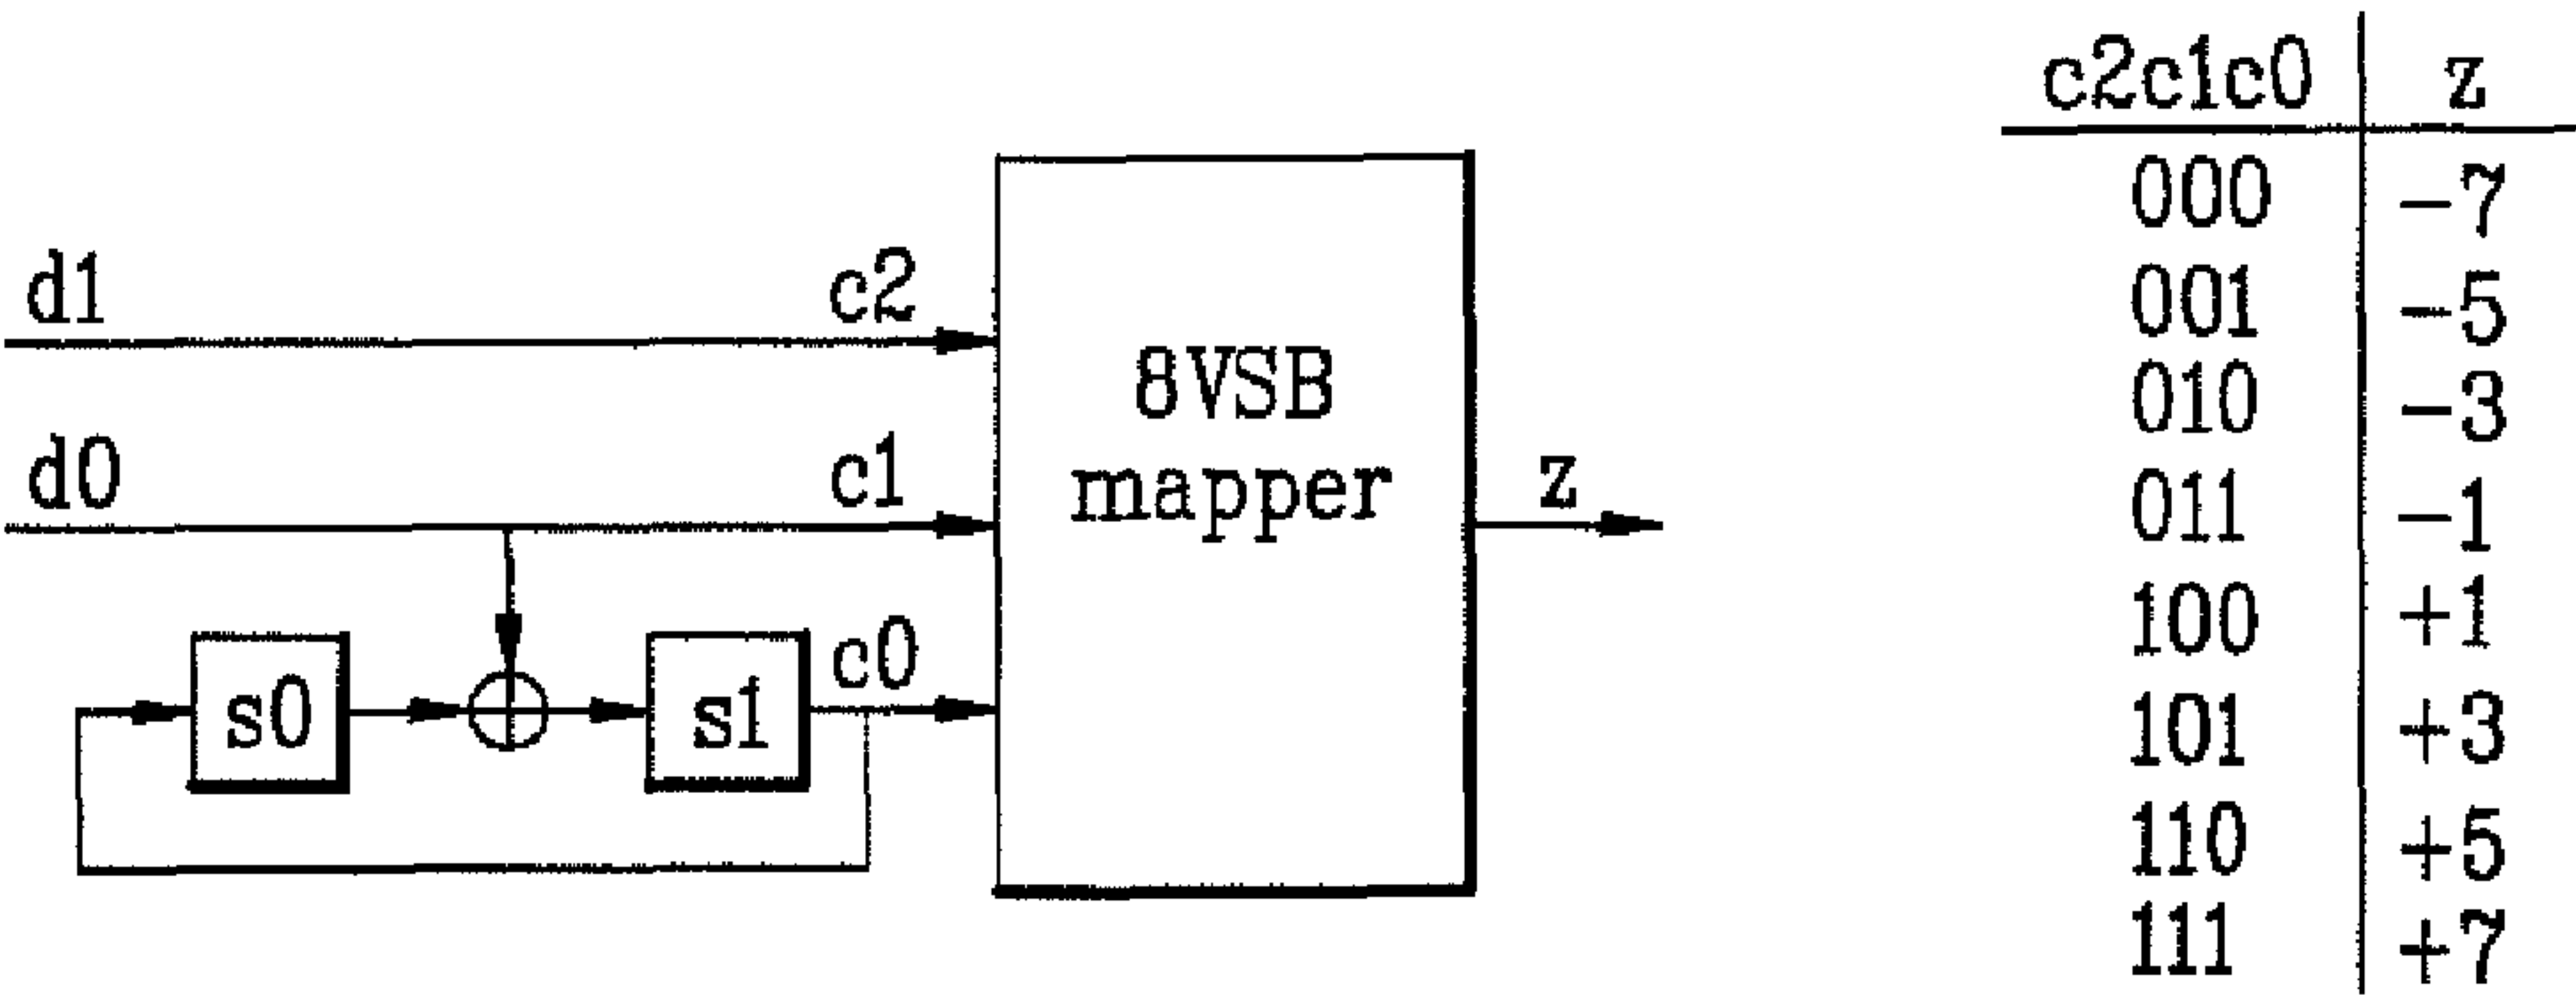 d1
c2
d0
c1
s0
s1
c0
8VSB
mapper
z
c2c1c0 z
000 -7
001 -5
010 -3
011 -1
100 +1
101 +3
110 +5
111 +7